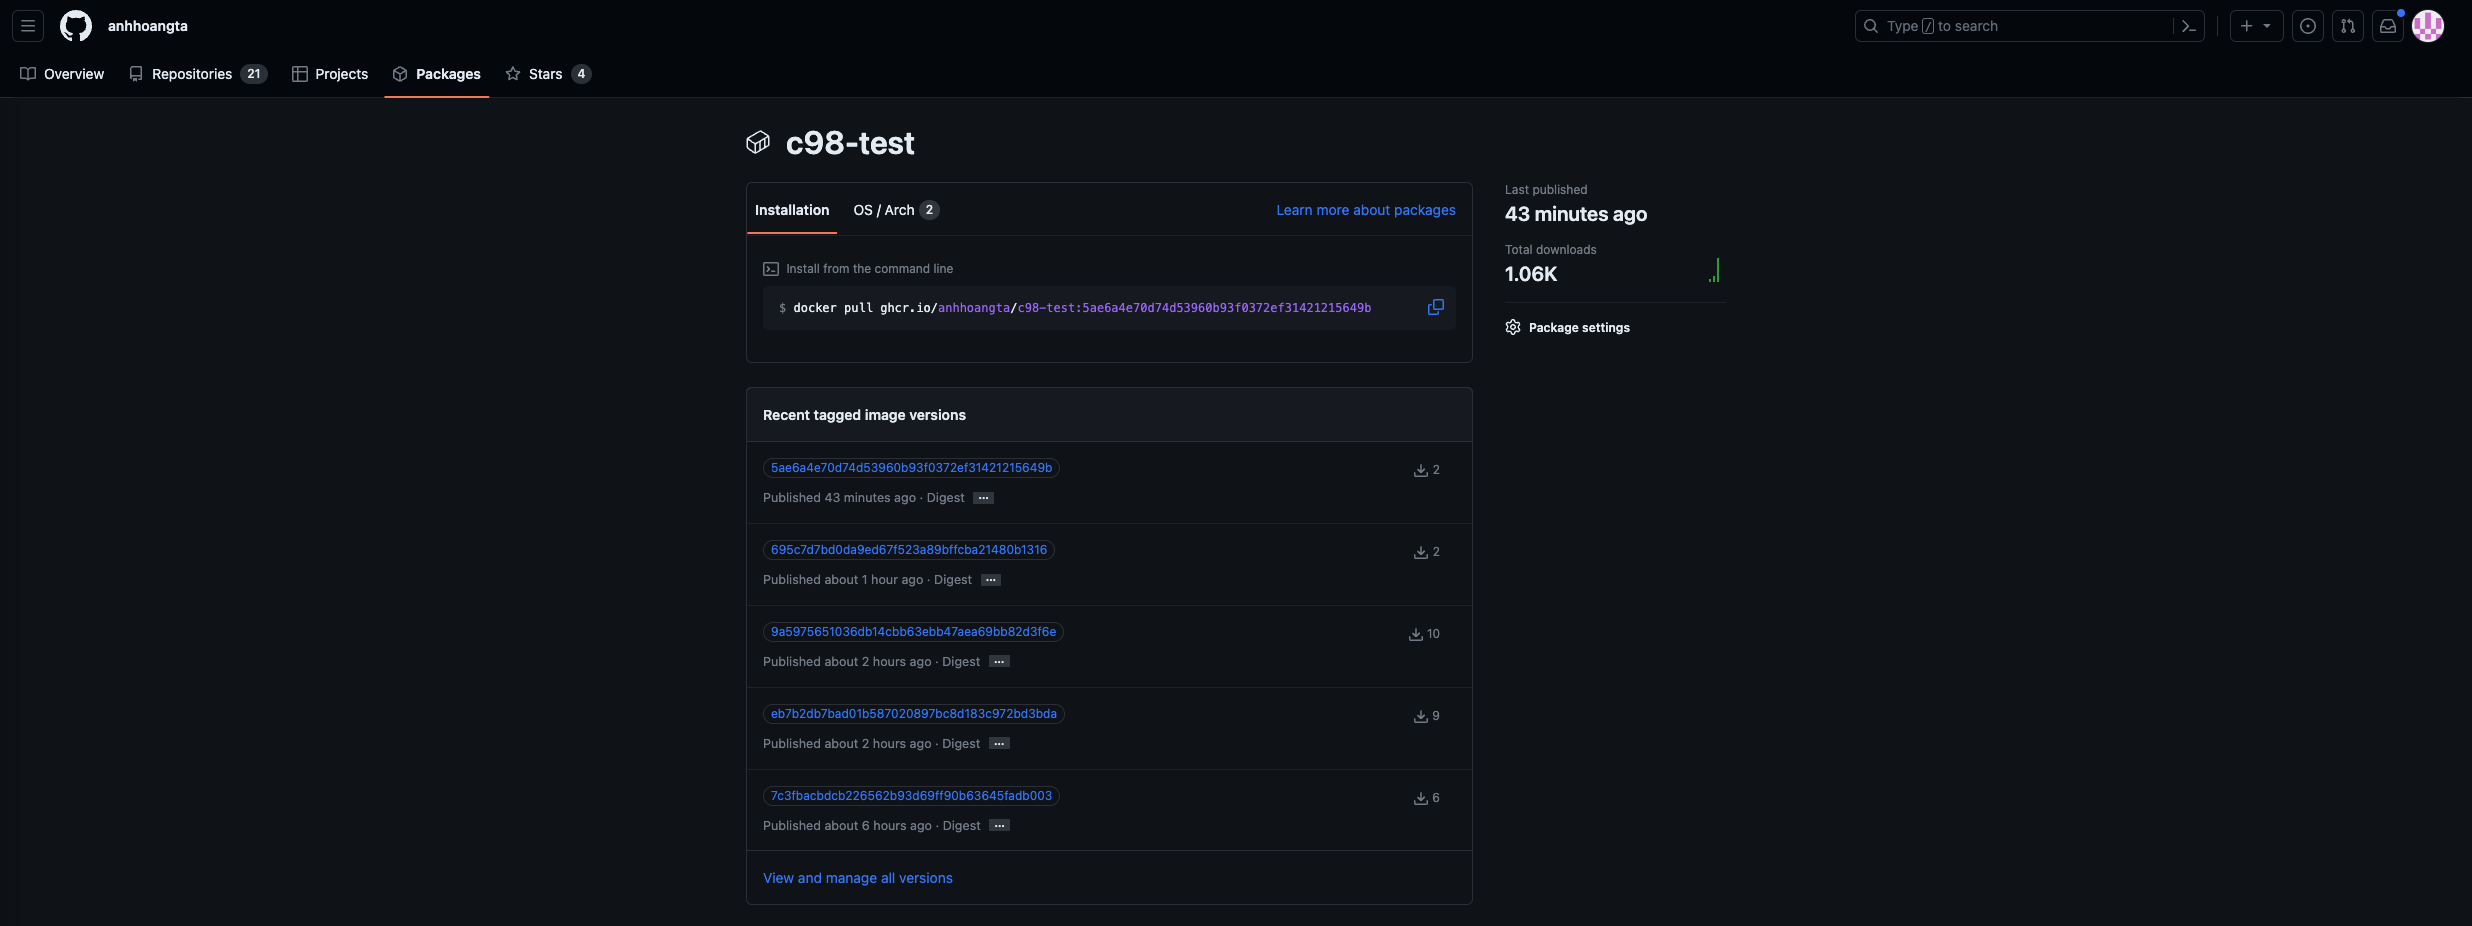 anhhoangta
Type / to search
Overview
Repositories 21
Projects
Packages
Stars 4
c98-test
Installation
OS / Arch 2
Learn more about packages
Install from the command line
$ docker pull ghcr.io/anhhoangta/c98-test:5ae6a4e70d74d53960b93f0372ef31421215649b
Last published
43 minutes ago
Total downloads
1.06K
Package settings
Recent tagged image versions
5ae6a4e70d74d53960b93f0372ef31421215649b
2
Published 43 minutes ago · Digest ...
695c7d7bd0da9ed67f523a89bffcba21480b1316
2
Published about 1 hour ago · Digest ...
9a5975651036db14cbb63ebb47aea69bb82d3f6e
10
Published about 2 hours ago · Digest ...
eb7b2db7bad01b587020897bc8d183c972bd3bda
9
Published about 2 hours ago · Digest ...
7c3fbacbdcb226562b93d69ff90b63645fadb003
6
Published about 6 hours ago · Digest ...
View and manage all versions